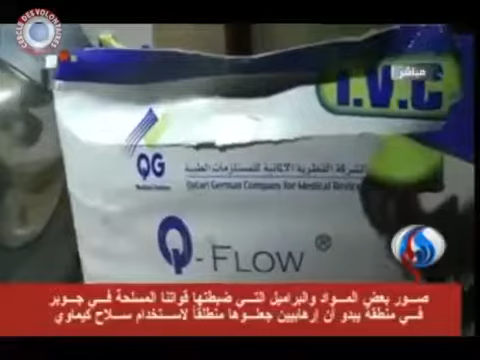 CERCLE DES VOLONTAIRES
مباشر
I.V.C
QG
الشركة القطرية الالمانية للمستلزمات الطبية
Qatari German Company for Medical Devices
Q-FLOW®
صور بعض المواد والبراميل التي ضبطتها قواتنا المسلحة في جوبر
في منطقة يبدو أن إرهابيين جعلوها منطلقاً لاستخدام سلاح كيماوي